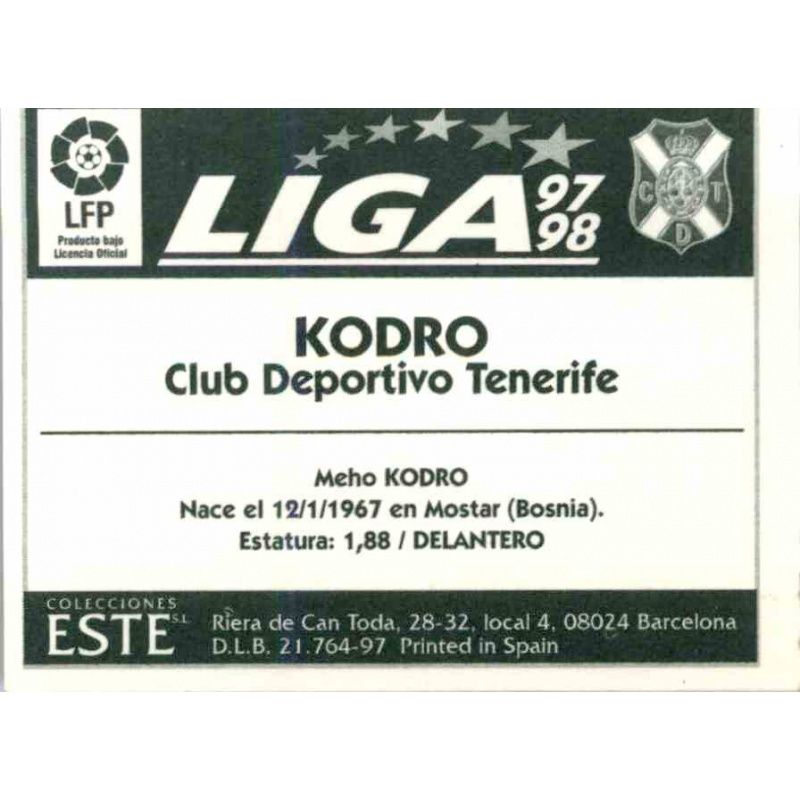 LFP
Producto bajo
Licencia Oficial
LIGA 97 98
C T
D
KODRO
Club Deportivo Tenerife
Meho KODRO
Nace el 12/1/1967 en Mostar (Bosnia).
Estatura: 1,88 / DELANTERO
COLECCIONES
ESTE S.L
Riera de Can Toda, 28-32, local 4, 08024 Barcelona
D.L.B. 21.764-97 Printed in Spain